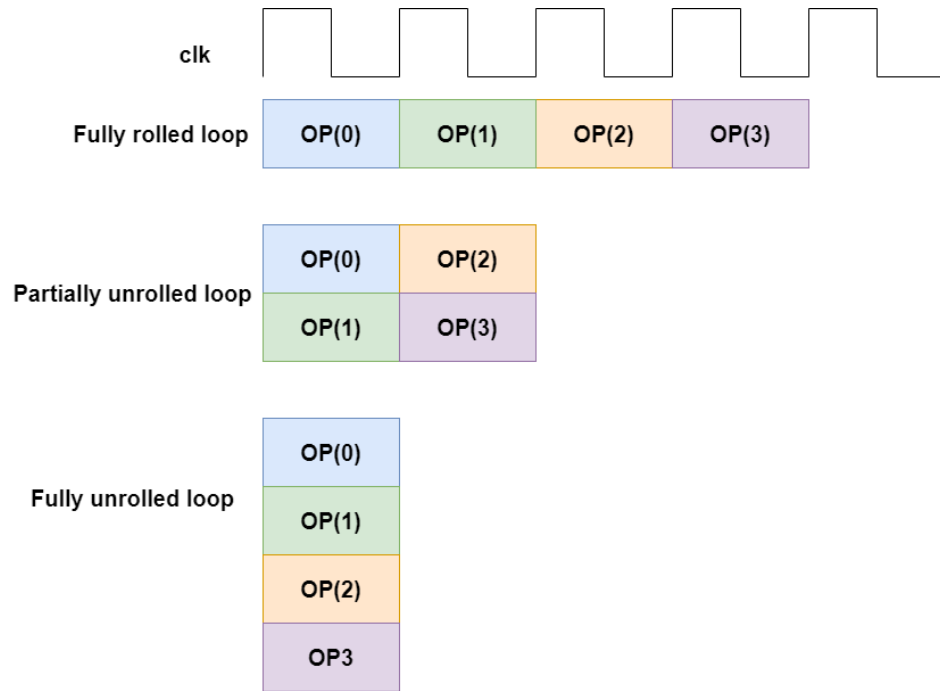 clk
Fully rolled loop OP(0) OP(1) OP(2) OP(3)
OP(0) OP(2)
Partially unrolled loop
OP(1) OP(3)
OP(0)
Fully unrolled loop
OP(1)
OP(2)
OP3